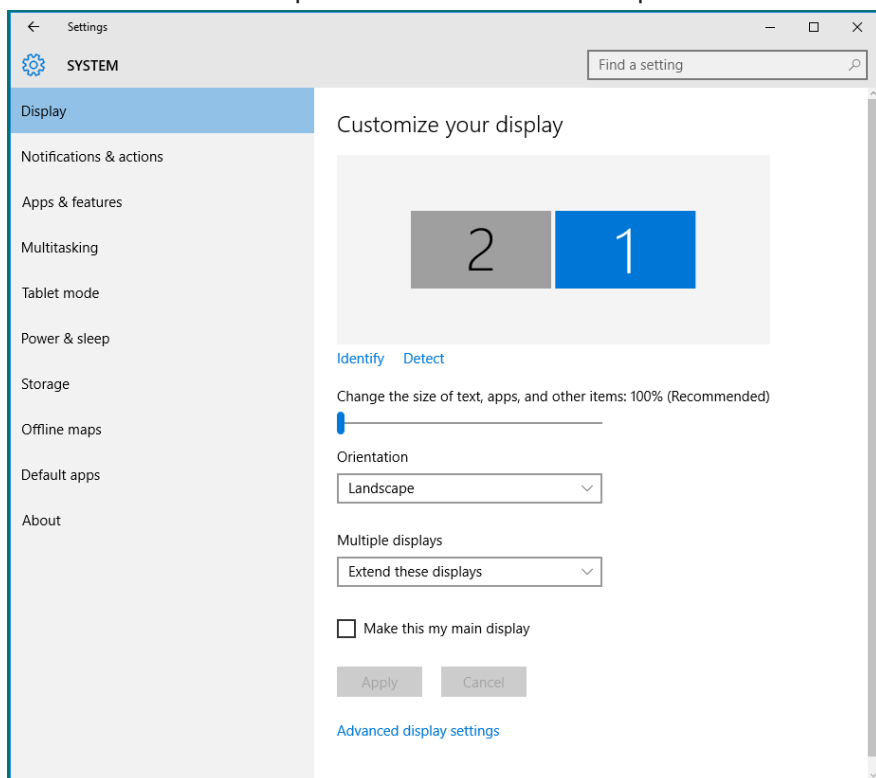 Settings
SYSTEM
Find a setting
Display
Notifications & actions
Apps & features
Multitasking
Tablet mode
Power & sleep
Storage
Offline maps
Default apps
About
Customize your display
2 1
Identify Detect
Change the size of text, apps, and other items: 100% (Recommended)
Orientation
Landscape
Multiple displays
Extend these displays
Make this my main display
Apply Cancel
Advanced display settings